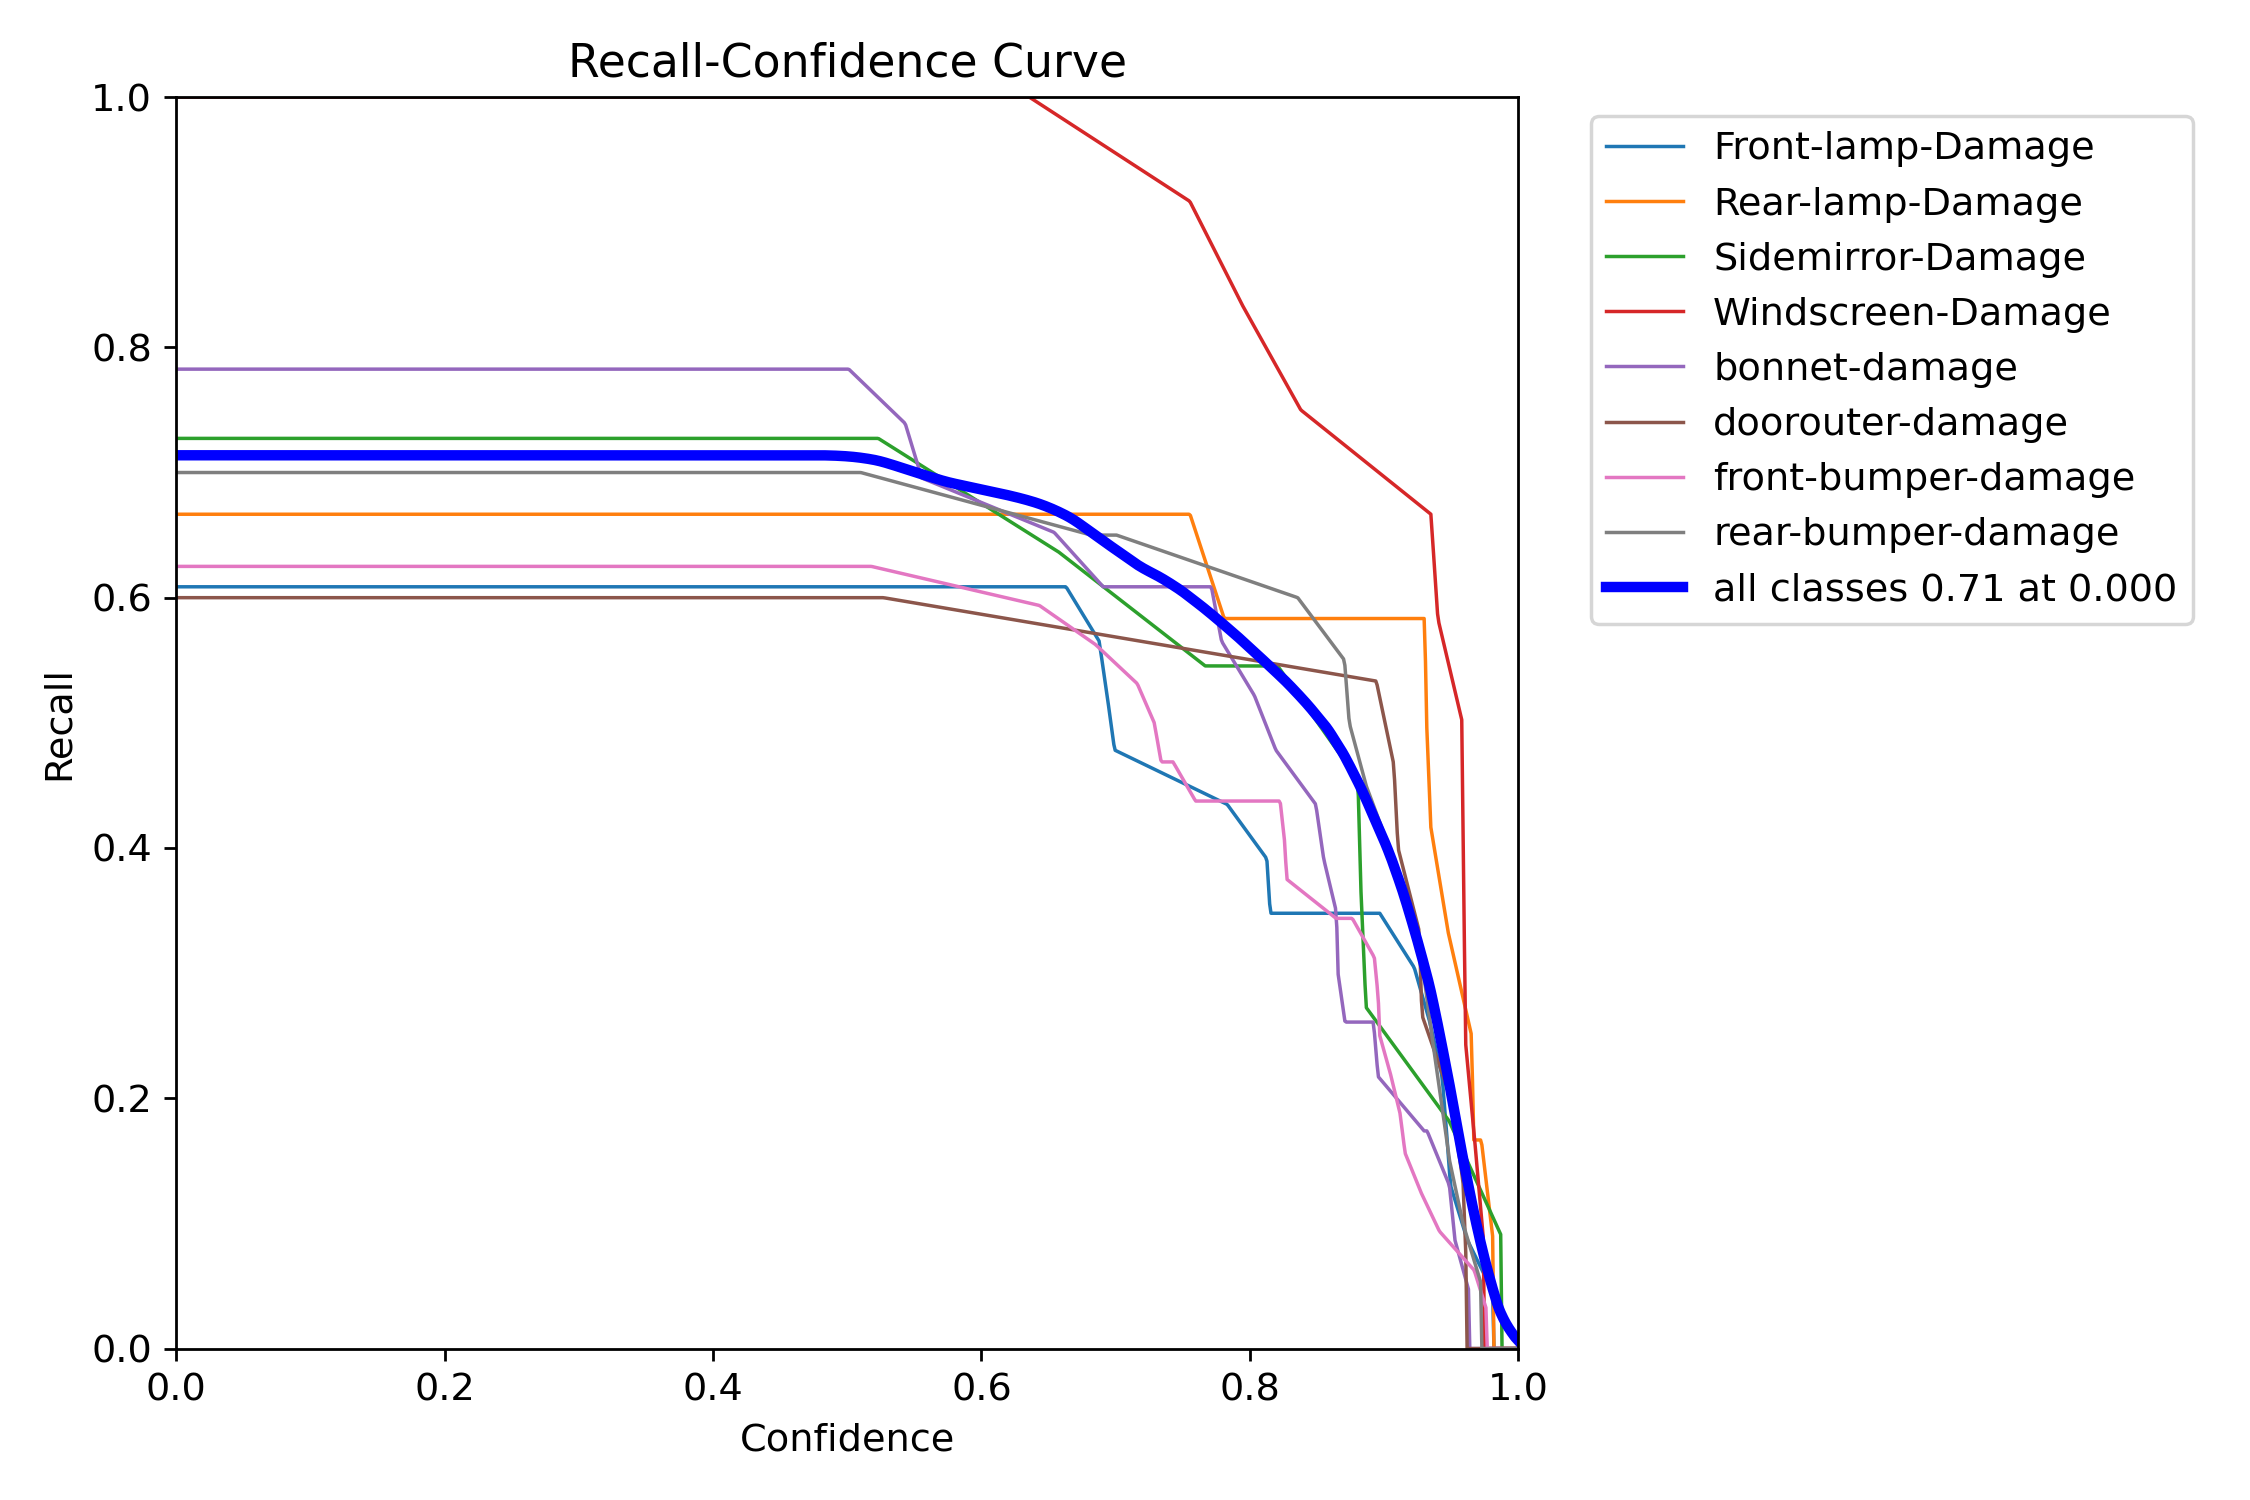 Recall-Confidence Curve
1.0
0.8
0.6
0.4
0.2
0.0
Recall
0.0 0.2 0.4 0.6 0.8 1.0
Confidence
Front-lamp-Damage
Rear-lamp-Damage
Sidemirror-Damage
Windscreen-Damage
bonnet-damage
doorouter-damage
front-bumper-damage
rear-bumper-damage
all classes 0.71 at 0.000